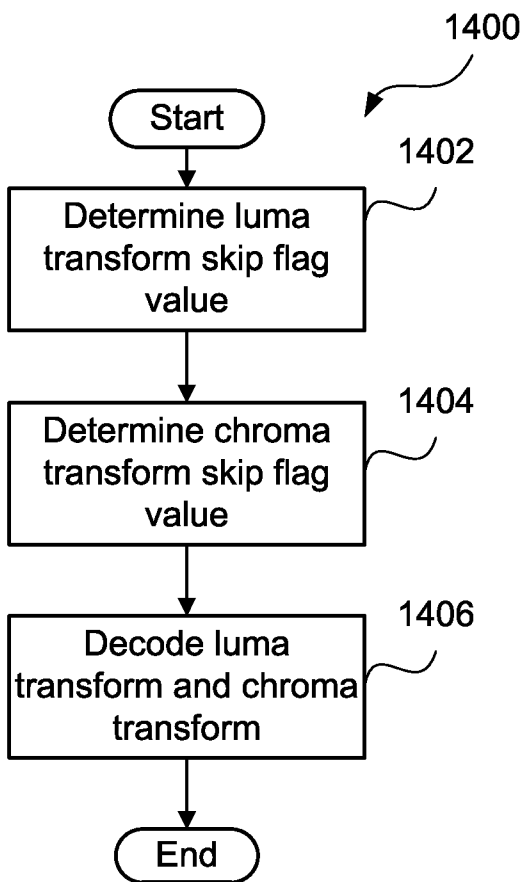 1400
Start
1402
Determine luma
transform skip flag
value
1404
Determine chroma
transform skip flag
value
1406
Decode luma
transform and chroma
transform
End